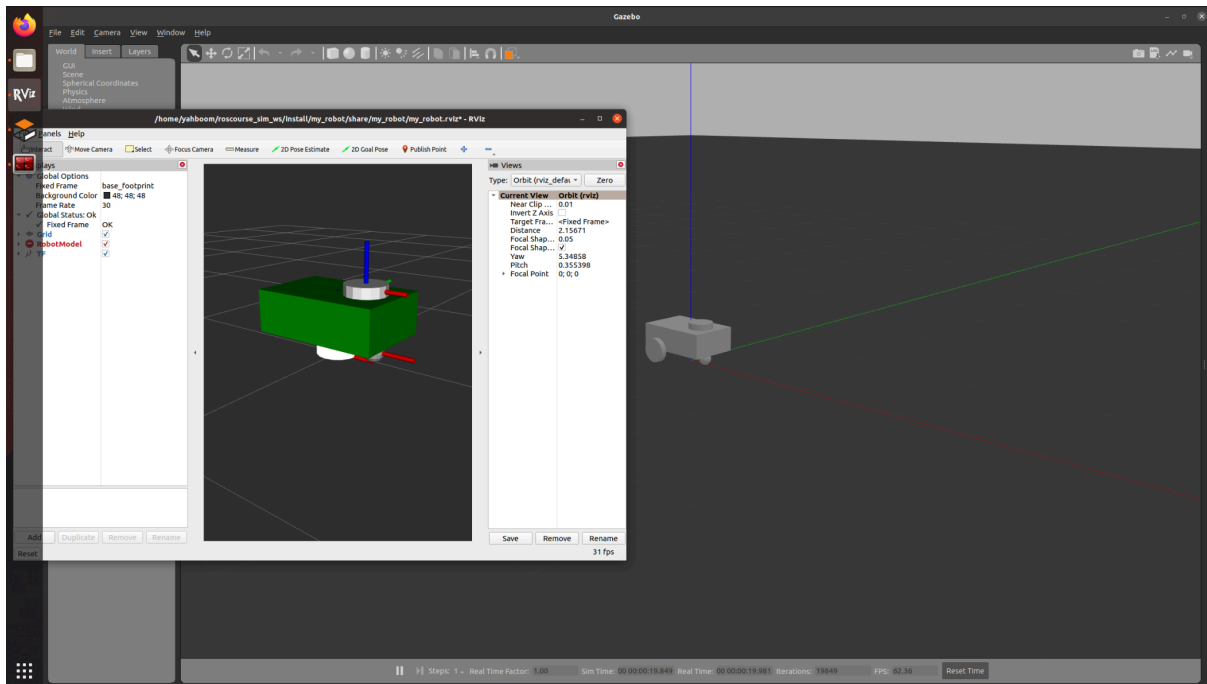 Gazebo
File Edit Camera View Window Help
World Insert Layers
GUI
Scene
Spherical Coordinates
Physics
Atmosphere
Wind
RViz
/home/yahboom/roscourse_sim_ws/install/my_robot/share/my_robot/my_robot.rviz* - RViz
Panels Help
Interact Move Camera Select Focus Camera Measure 2D Pose Estimate 2D Goal Pose Publish Point
plays
Global Options
Fixed Frame base_footprint
Background Color 48; 48; 48
Frame Rate 30
Global Status: Ok
Fixed Frame OK
Grid
RobotModel
TF
Add Duplicate Remove Rename
Reset
Views
Type: Orbit (rviz_defau Zero
Current View Orbit (rviz)
Near Clip ... 0.01
Invert Z Axis
Target Fra... <Fixed Frame>
Distance 2.15671
Focal Shap... 0.05
Focal Shap...
Yaw 5.34858
Pitch 0.355398
Focal Point 0; 0; 0
Save Remove Rename
31 fps
Steps: 1 Real Time Factor: 1.00 Sim Time: 00 00:00:19.849 Real Time: 00 00:00:19.981 Iterations: 19849 FPS: 62.36 Reset Time